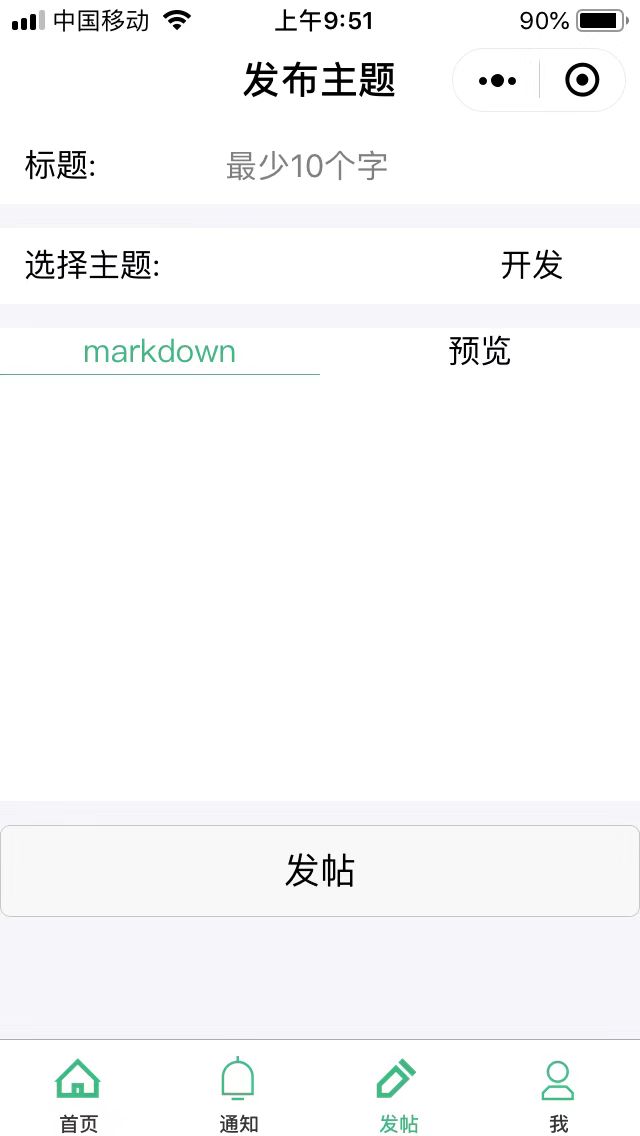 中国移动 上午9:51 90%
发布主题
标题: 最少10个字
选择主题: 开发
markdown 预览
发帖
首页 通知 发帖 我